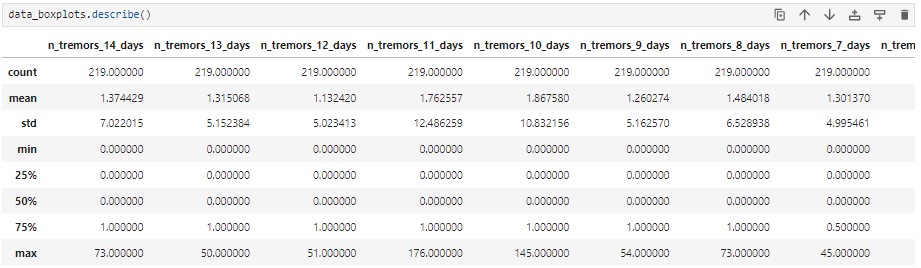 data_boxplots.describe()
n_tremors_14_days n_tremors_13_days n_tremors_12_days n_tremors_11_days n_tremors_10_days n_tremors_9_days n_tremors_8_days n_tremors_7_days n_trem
count 219.000000 219.000000 219.000000 219.000000 219.000000 219.000000 219.000000 219.000000
mean 1.374429 1.315068 1.132420 1.762557 1.867580 1.260274 1.484018 1.301370
std 7.022015 5.152384 5.023413 12.486259 10.832156 5.162570 6.528938 4.995461
min 0.000000 0.000000 0.000000 0.000000 0.000000 0.000000 0.000000 0.000000
25% 0.000000 0.000000 0.000000 0.000000 0.000000 0.000000 0.000000 0.000000
50% 0.000000 0.000000 0.000000 0.000000 0.000000 0.000000 0.000000 0.000000
75% 1.000000 1.000000 1.000000 1.000000 1.000000 1.000000 1.000000 0.500000
max 73.000000 50.000000 51.000000 176.000000 145.000000 54.000000 73.000000 45.000000